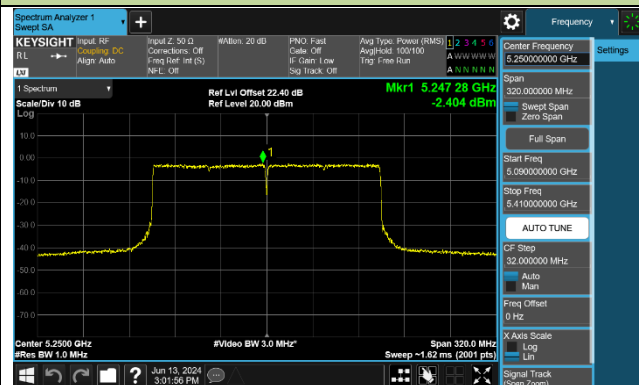 Spectrum Analyzer 1
Swept SA
KEYSIGHT
RL
LXI
Input: RF
Coupling: DC
Align: Auto
Input Z: 50 Ω
Corrections: Off
Freq Ref: Int (S)
NFE: Off
#Atten: 20 dB
PNO: Fast
Gate: Off
IF Gain: Low
Sig Track: Off
Avg Type: Power (RMS)
Avg|Hold: 100/100
Trig: Free Run
1 2 3 4 5 6
A W W W W W
A N N N N N
1 Spectrum
Scale/Div 10 dB
Log
Ref Lvl Offset 22.40 dB
Ref Level 20.00 dBm
Mkr1 5.247 28 GHz
-2.404 dBm
1
10.0
0.00
-10.0
-20.0
-30.0
-40.0
-50.0
-60.0
-70.0
Center 5.2500 GHz
#Res BW 1.0 MHz
#Video BW 3.0 MHz*
Span 320.0 MHz
Sweep ~1.62 ms (2001 pts)
Jun 13, 2024
3:01:56 PM
?
Frequency
Settings
Center Frequency
5.250000000 GHz
Span
320.000000 MHz
Swept Span
Zero Span
Full Span
Start Freq
5.090000000 GHz
Stop Freq
5.410000000 GHz
AUTO TUNE
CF Step
32.000000 MHz
Auto
Man
Freq Offset
0 Hz
X Axis Scale
Log
Lin
Signal Track
(Span Zoom)